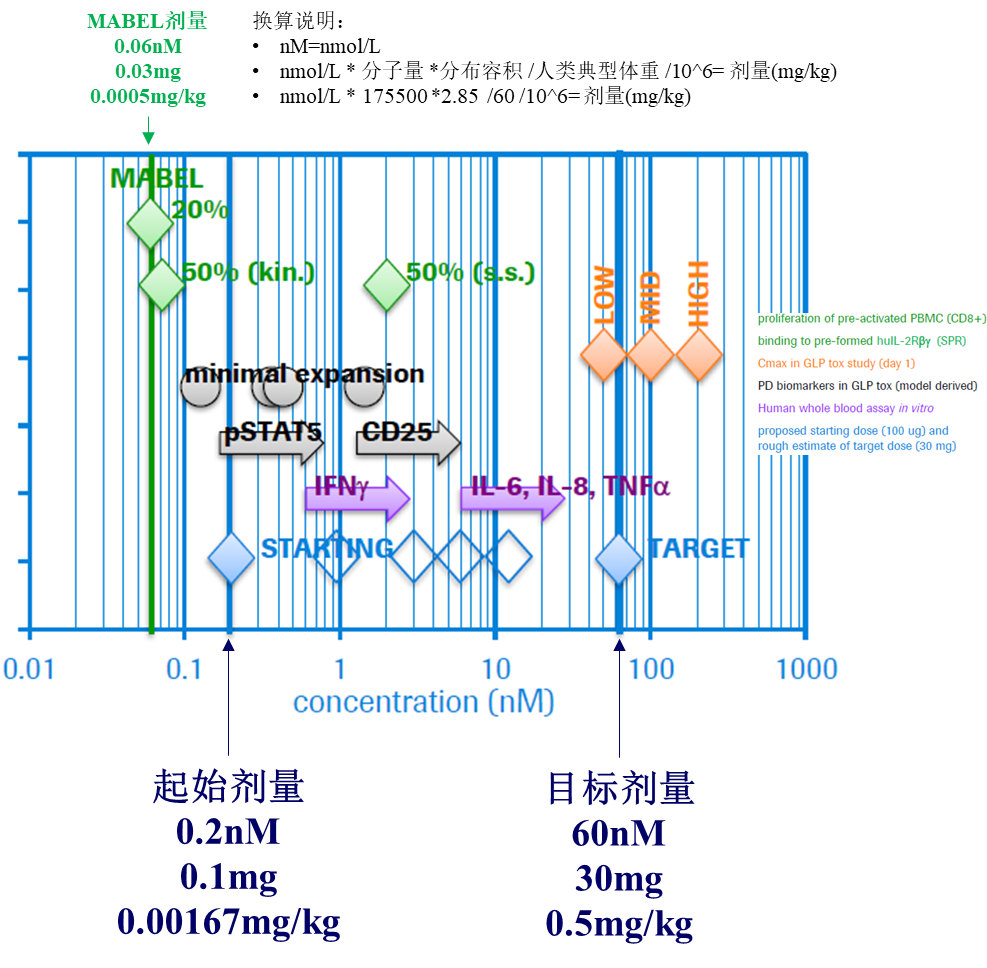 MABEL剂量
0.06nM
0.03mg
0.0005mg/kg
换算说明：
• nM=nmol/L
• nmol/L * 分子量 *分布容积 /人类典型体重 /10^6= 剂量(mg/kg)
• nmol/L * 175500 *2.85 /60 /10^6= 剂量(mg/kg)
MABEL
20%
50% (kin.)
50% (s.s.)
LOW
MID
HIGH
minimal expansion
pSTAT5
CD25
IFNγ
IL-6, IL-8, TNFα
STARTING
TARGET
proliferation of pre-activated PBMC (CD8+)
binding to pre-formed huIL-2Rβγ (SPR)
Cmax in GLP tox study (day 1)
PD biomarkers in GLP tox (model derived)
Human whole blood assay in vitro
proposed starting dose (100 ug) and
rough estimate of target dose (30 mg)
0.01 0.1 1 10 100 1000
concentration (nM)
起始剂量
0.2nM
0.1mg
0.00167mg/kg
目标剂量
60nM
30mg
0.5mg/kg